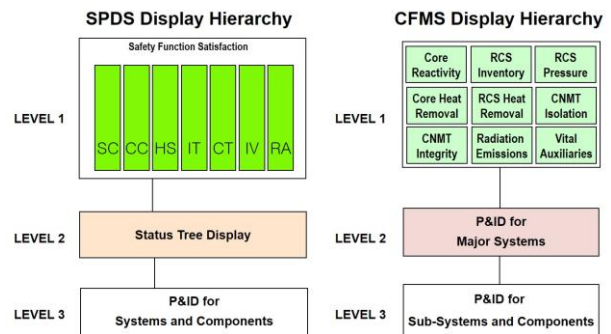 SPDS Display Hierarchy
Safety Function Satisfaction
LEVEL 1
SC CC HS IT CT IV RA
LEVEL 2
Status Tree Display
LEVEL 3
P&ID for
Systems and Components
CFMS Display Hierarchy
LEVEL 1
Core Reactivity
RCS Inventory
RCS Pressure
Core Heat Removal
RCS Heat Removal
CNMT Isolation
CNMT Integrity
Radiation Emissions
Vital Auxiliaries
LEVEL 2
P&ID for
Major Systems
LEVEL 3
P&ID for
Sub-Systems and Components